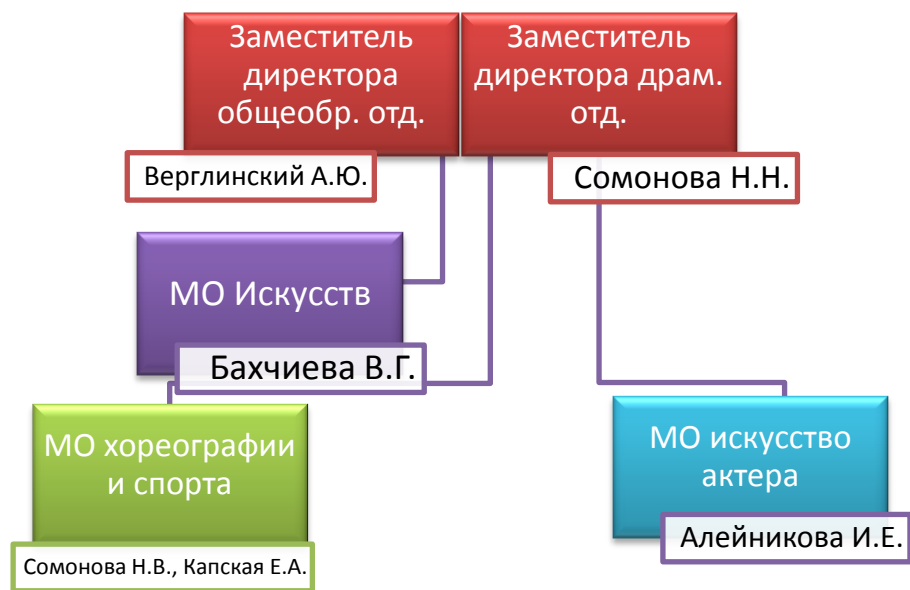 Заместитель
директора
общеобр. отд.
Верглинский А.Ю.
Заместитель
директора драм.
отд.
Сомонова Н.Н.
МО Искусств
Бахчиева В.Г.
МО хореографии
и спорта
Сомонова Н.В., Капская Е.А.
МО искусство
актера
Алейникова И.Е.